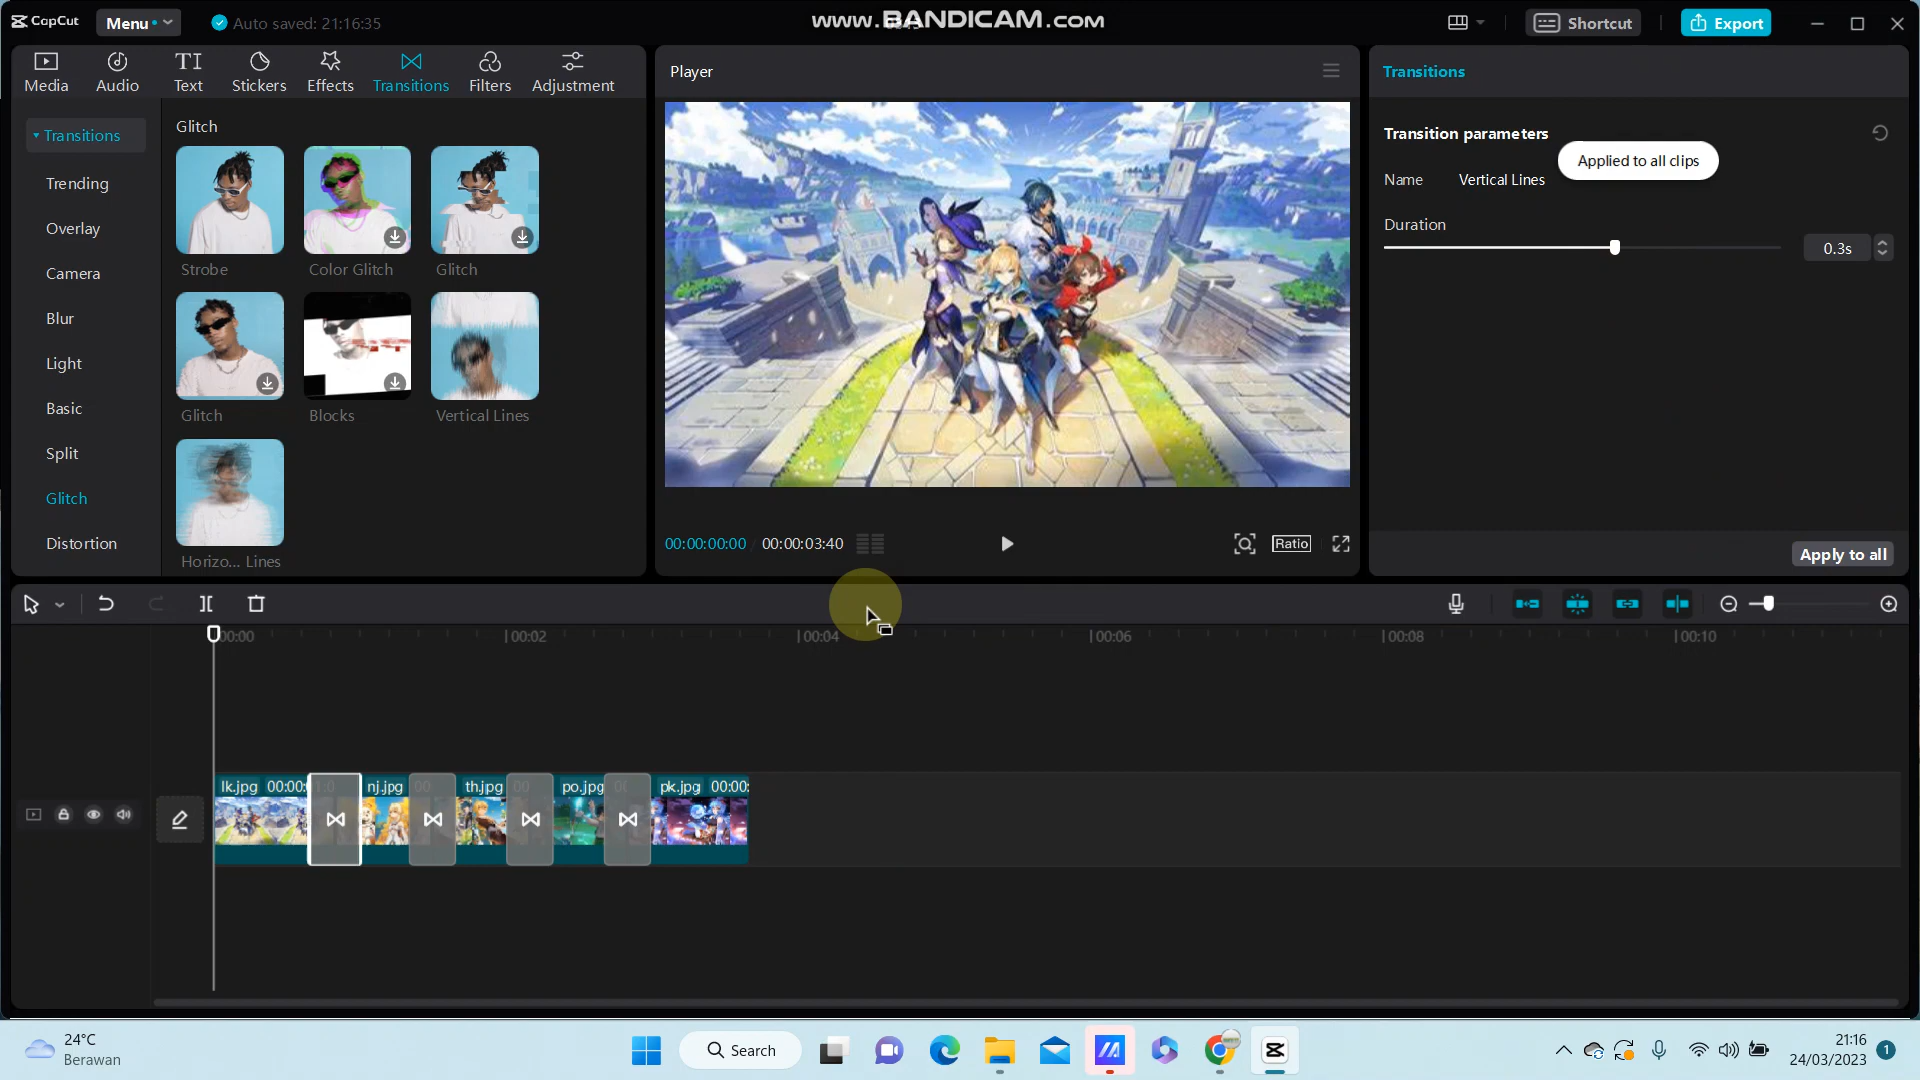 CapCut
Menu
Auto saved: 21:16:35
www.BANDICAM.com
Shortcut
Export
Media
Audio
Text
Stickers
Effects
Transitions
Filters
Adjustment
Player
Transitions
Transitions
Trending
Overlay
Camera
Blur
Light
Basic
Split
Glitch
Distortion
Glitch
Strobe
Color Glitch
Glitch
Glitch
Blocks
Vertical Lines
Horizo... Lines
Transition parameters
Applied to all clips
Name
Vertical Lines
Duration
0.3s
Apply to all
00:00:00:00
00:00:03:40
Ratio
00:00
00:02
00:04
00:06
00:08
00:10
lk.jpg 00:00:
nj.jpg
th.jpg
po.jpg
pk.jpg 00:00:
24°C
Berawan
Search
21:16
24/03/2023
1